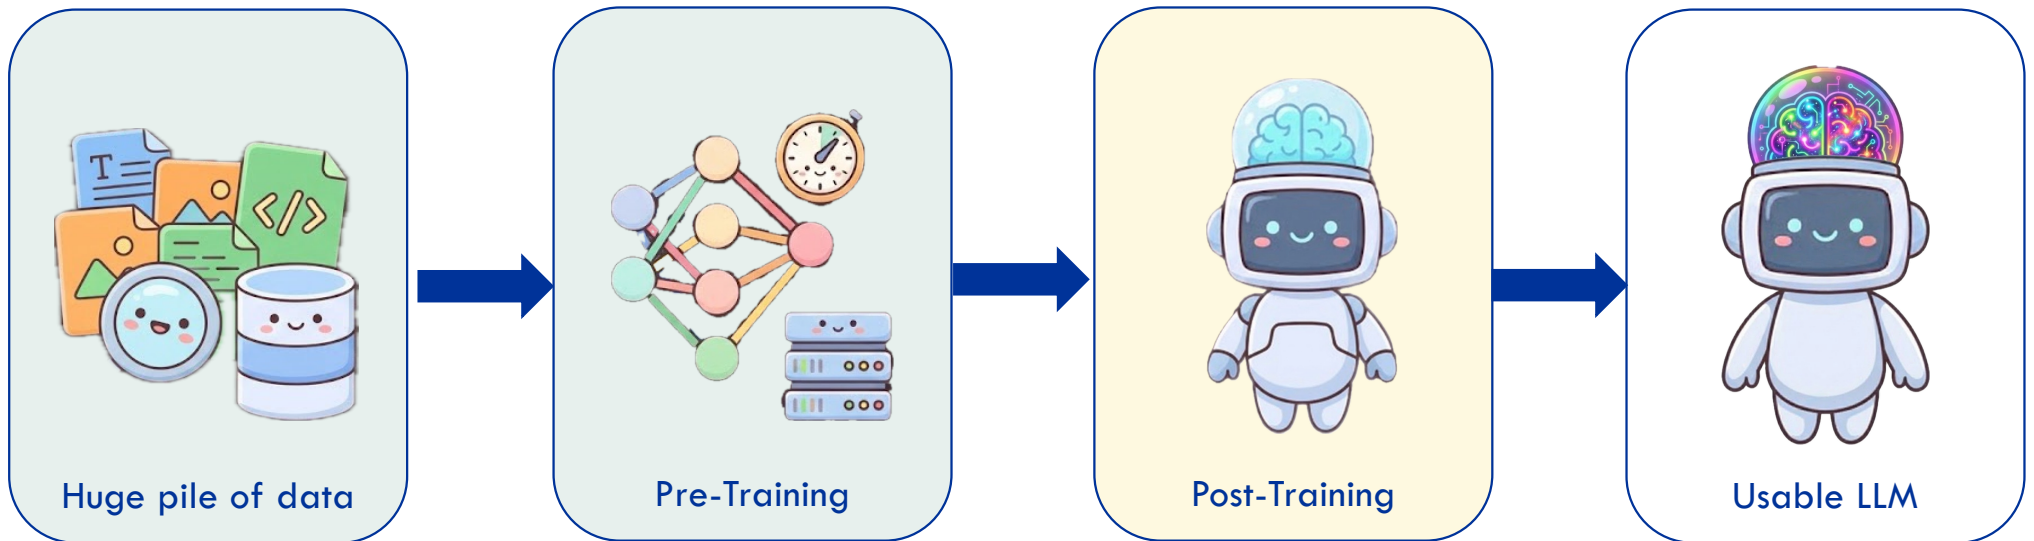 T
</>
Huge pile of data
Pre-Training
Post-Training
Usable LLM